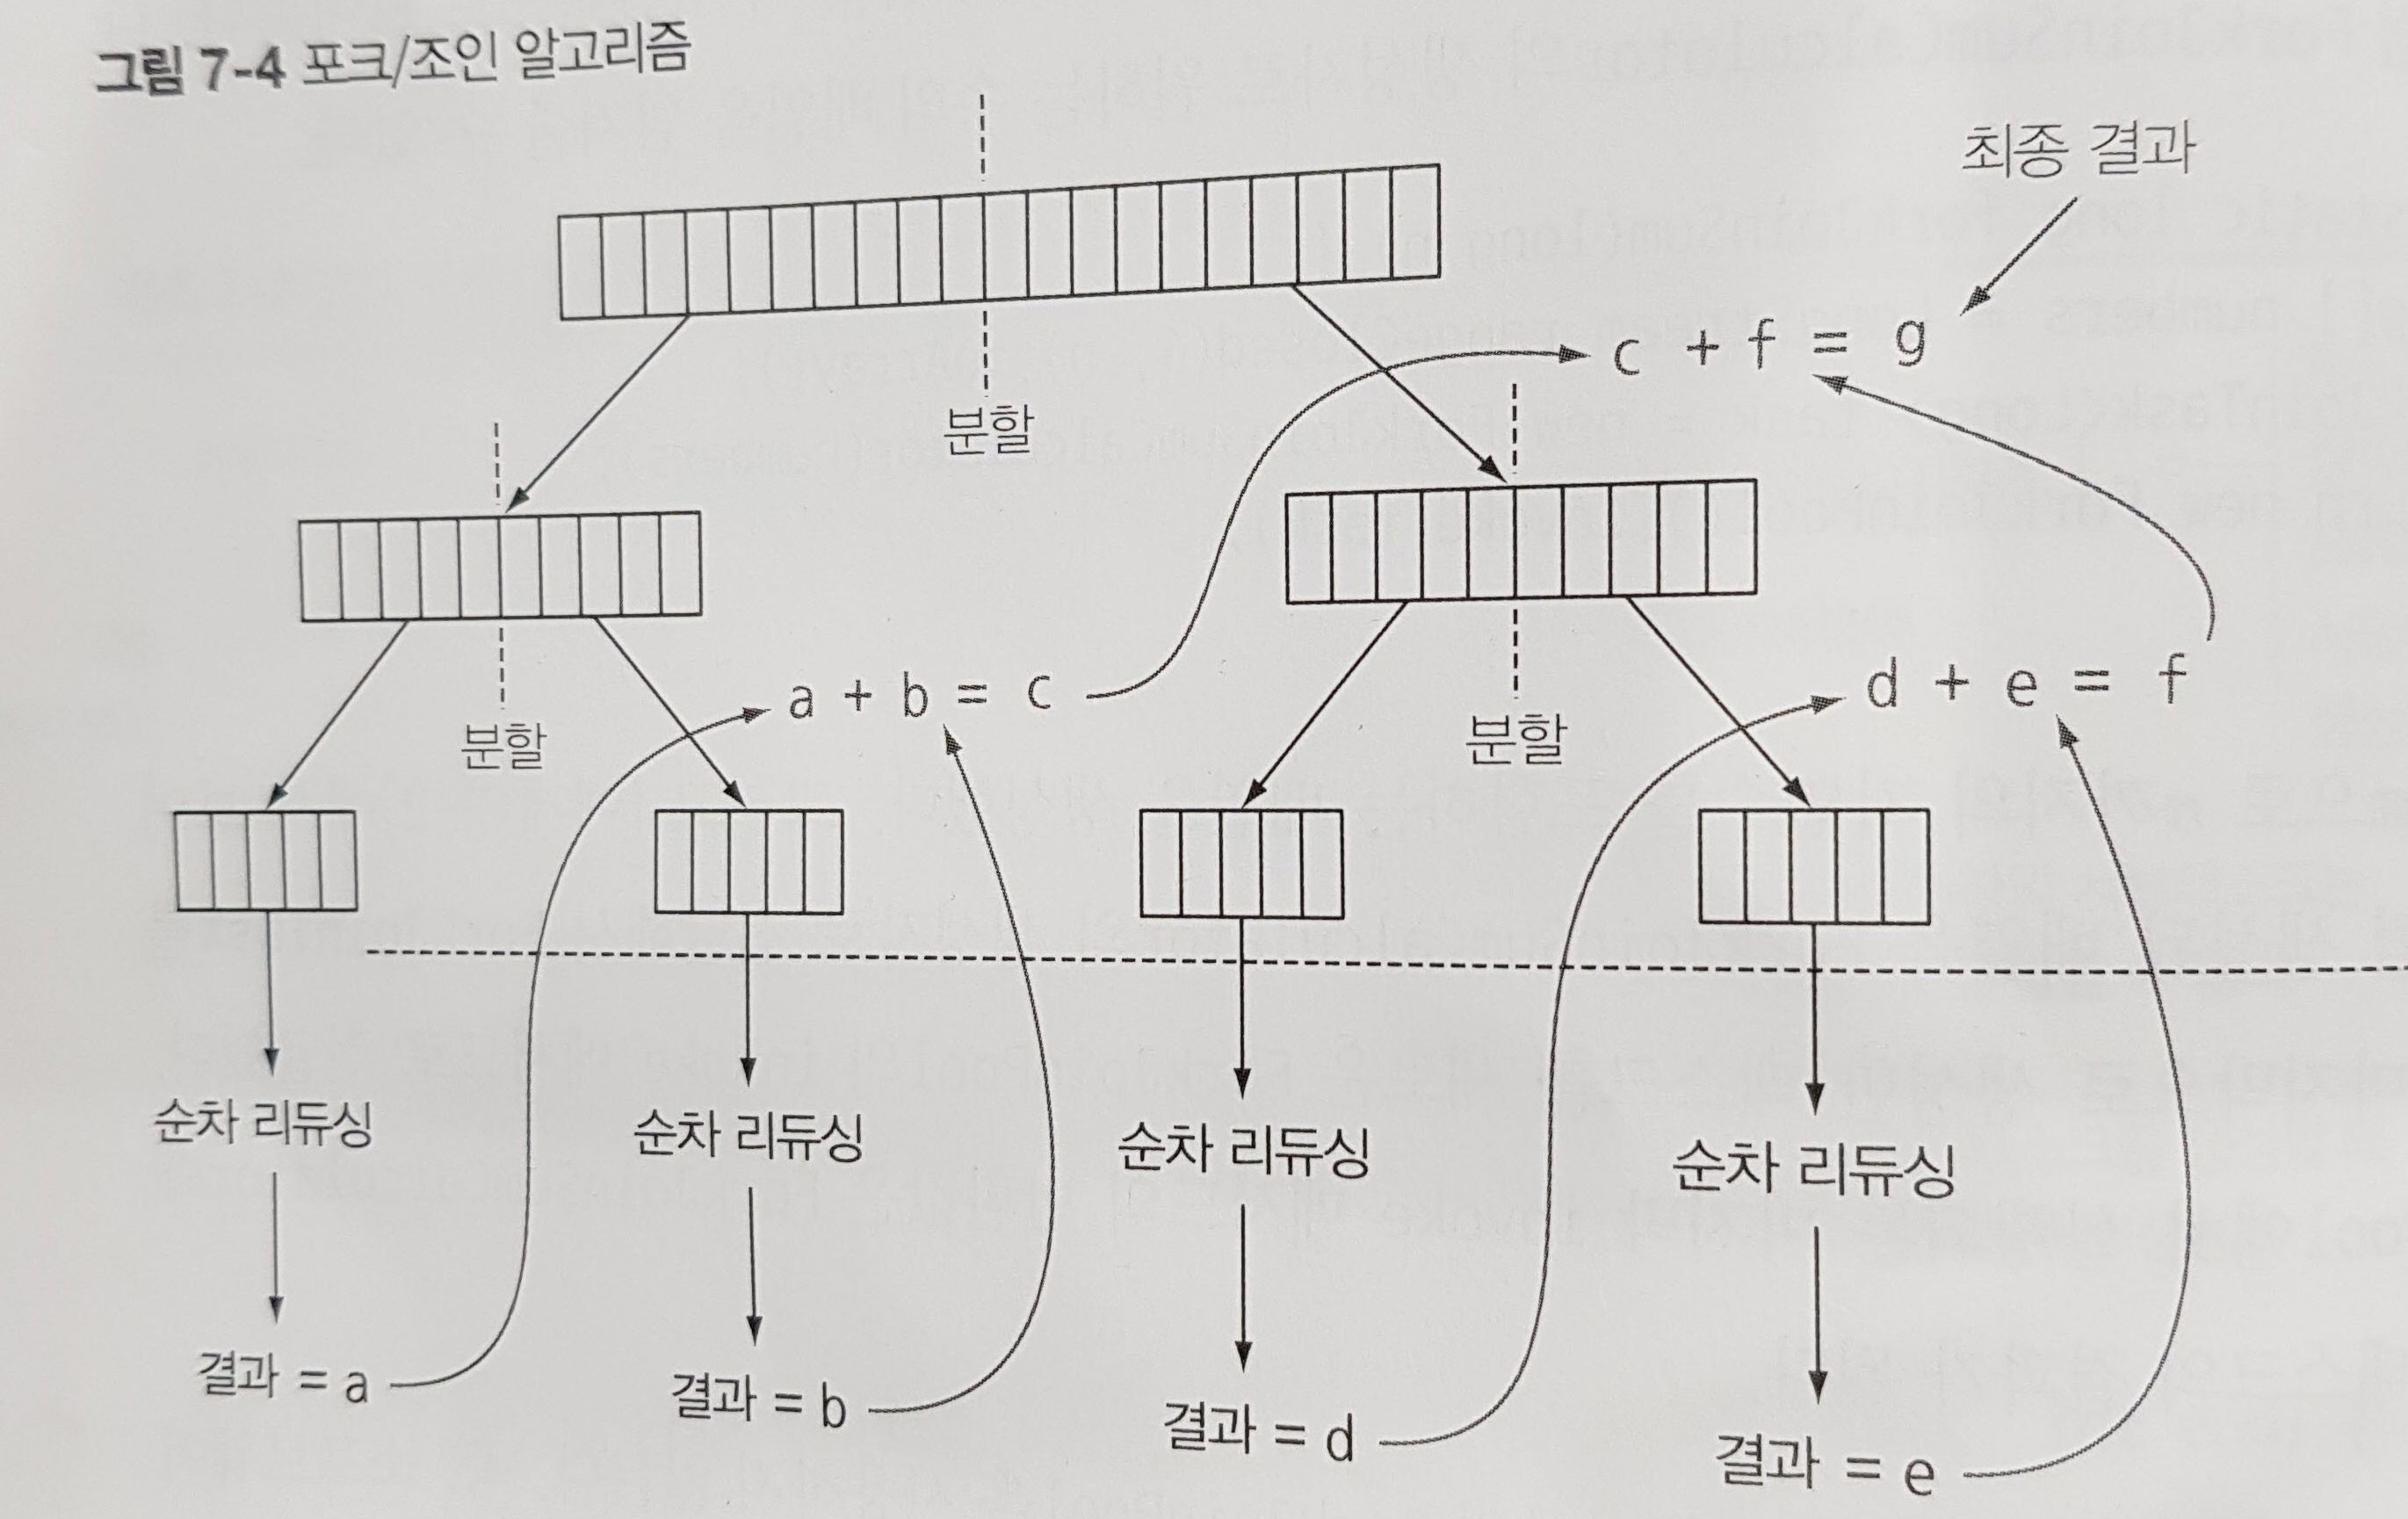 그림 7-4 포크/조인 알고리즘
최종 결과
c + f = g
분할
a + b = c
d + e = f
분할
분할
순차 리듀싱
순차 리듀싱
순차 리듀싱
순차 리듀싱
결과 = a
결과 = b
결과 = d
결과 = e